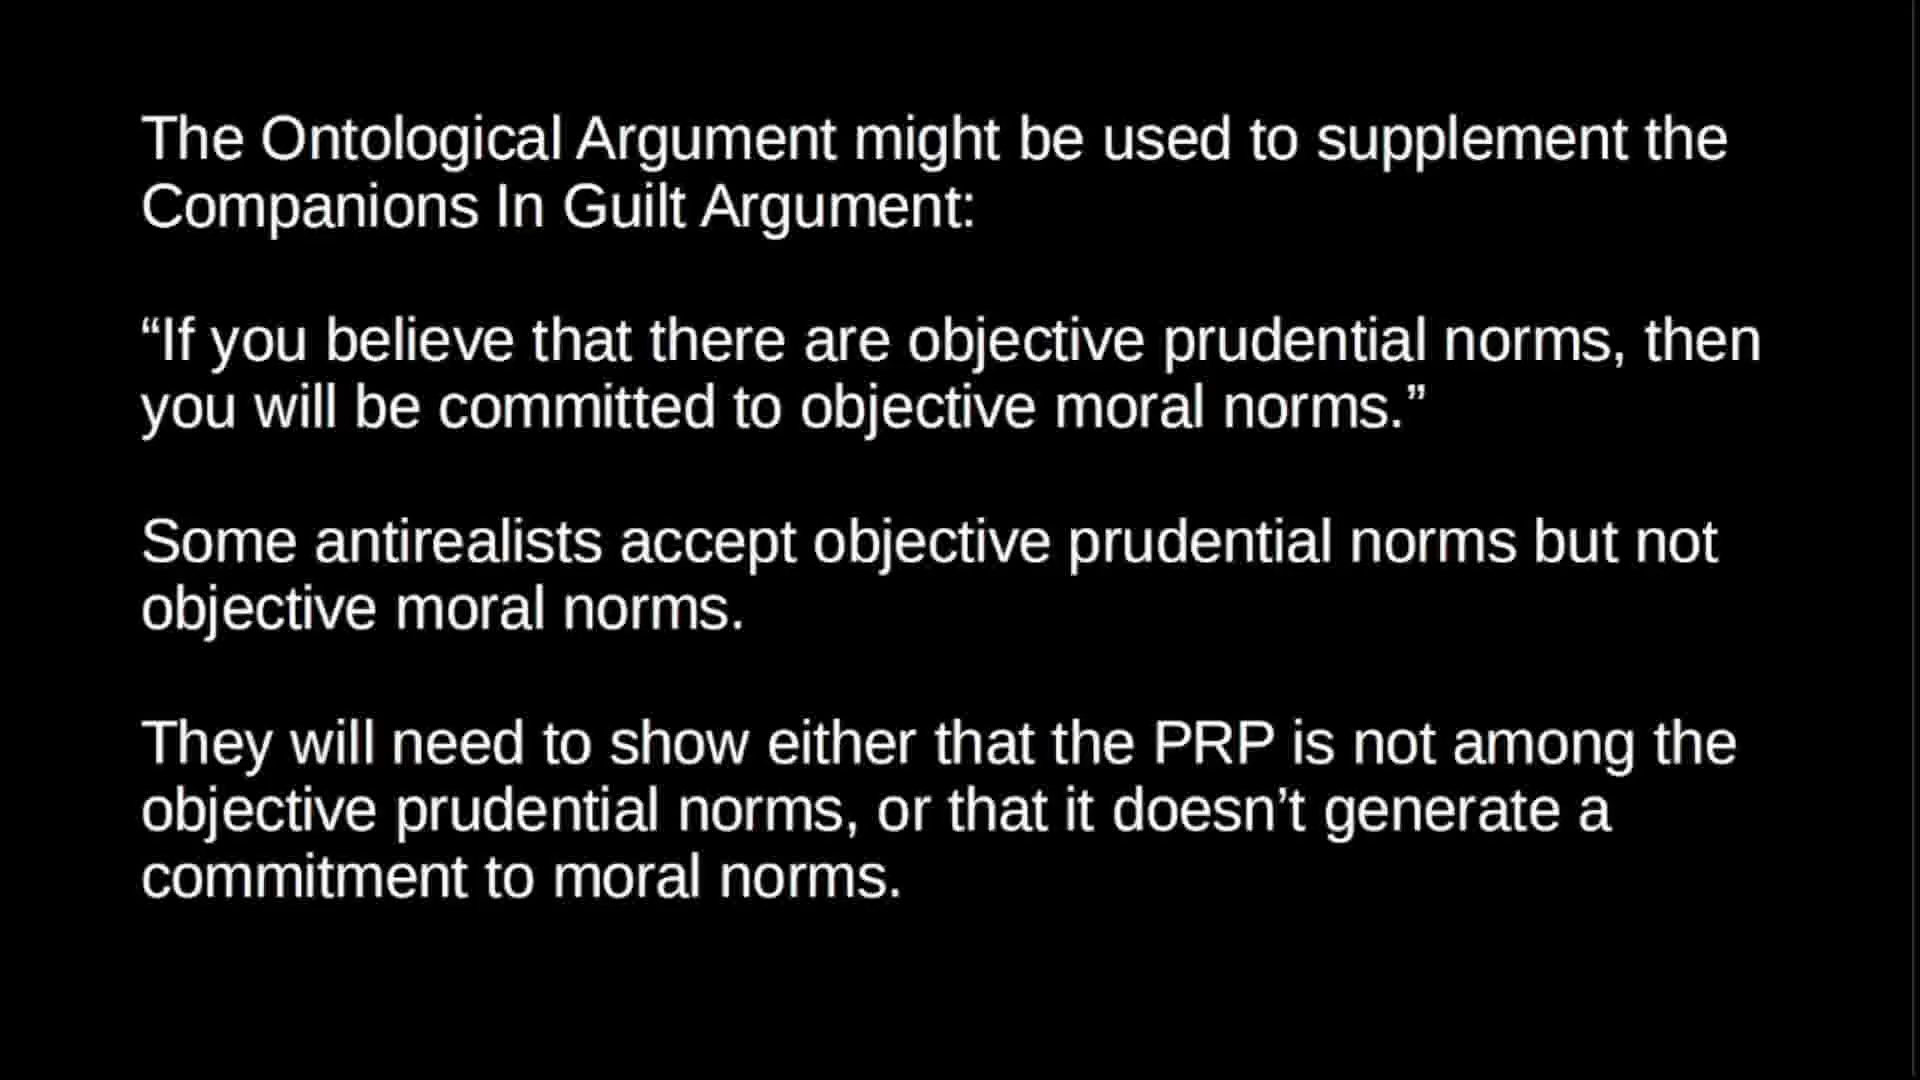 The Ontological Argument might be used to supplement the
Companions In Guilt Argument:
“If you believe that there are objective prudential norms, then
you will be committed to objective moral norms.”
Some antirealists accept objective prudential norms but not
objective moral norms.
They will need to show either that the PRP is not among the
objective prudential norms, or that it doesn’t generate a
commitment to moral norms.